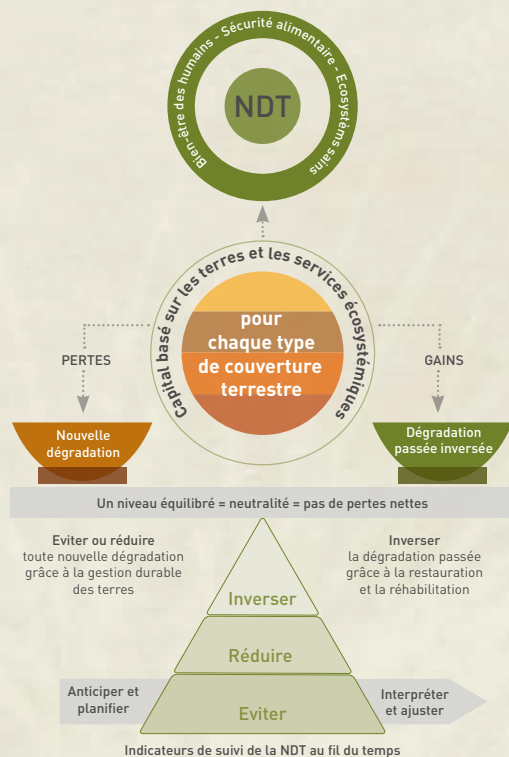 Bien-être des humains - Sécurité alimentaire - Ecosystèms sains
NDT
Capital basé sur les terres et les services écosystémiques
pour
chaque type
de couverture
terrestre
PERTES
GAINS
Nouvelle
dégradation
Dégradation
passée inversée
Un niveau équilibré = neutralité = pas de pertes nettes
Eviter ou réduire
toute nouvelle dégradation
grâce à la gestion durable
des terres
Inverser
la dégradation passée
grâce à la restauration
et la réhabilitation
Inverser
Réduire
Eviter
Anticiper et
planifier
Interpréter
et ajuster
Indicateurs de suivi de la NDT au fil du temps